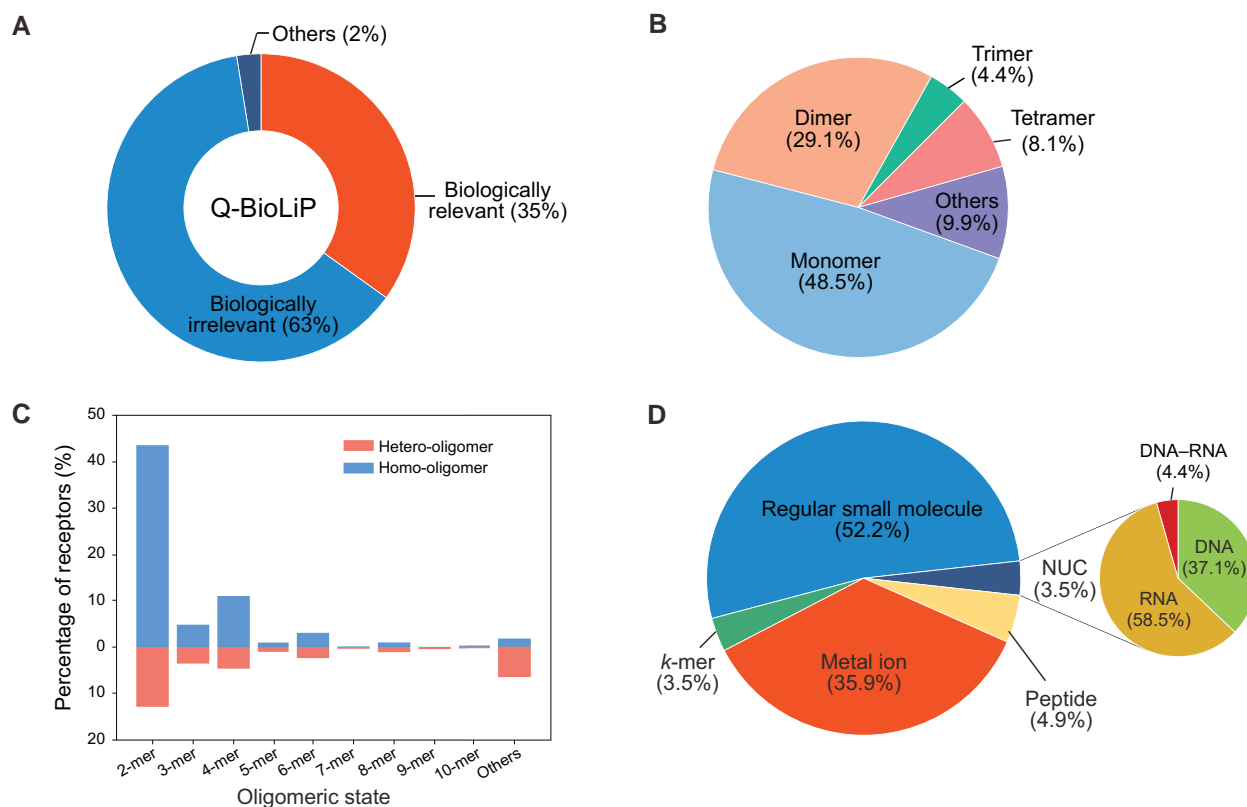 A
Others (2%)
Q-BioLiP
Biologically
relevant (35%)
Biologically
irrelevant (63%)
B
Trimer
(4.4%)
Dimer
(29.1%)
Tetramer
(8.1%)
Others
(9.9%)
Monomer
(48.5%)
C
Percentage of receptors (%)
50
40
30
20
10
0
10
20
Hetero-oligomer
Homo-oligomer
2-mer
3-mer
4-mer
5-mer
6-mer
7-mer
8-mer
9-mer
10-mer
Others
Oligomeric state
D
Regular small molecule
(52.2%)
NUC
(3.5%)
k-mer
(3.5%)
Metal ion
(35.9%)
Peptide
(4.9%)
DNA–RNA
(4.4%)
DNA
(37.1%)
RNA
(58.5%)